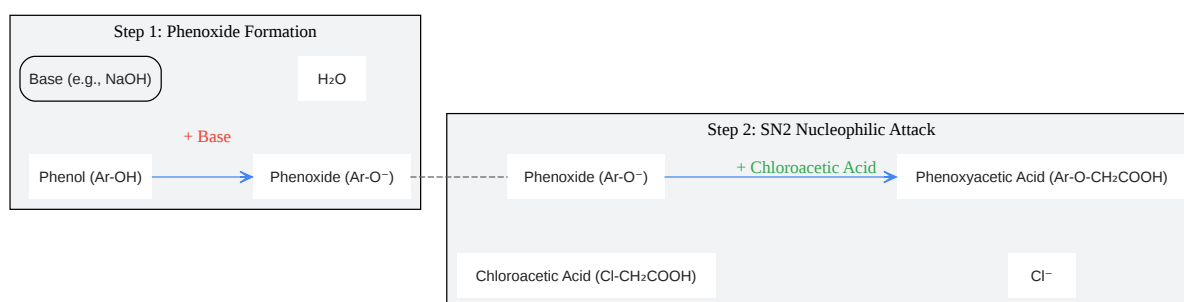 Step 1: Phenoxide Formation
Base (e.g., NaOH)
H₂O
+ Base
Phenol (Ar-OH)
Phenoxide (Ar-O⁻)
Step 2: SN2 Nucleophilic Attack
Phenoxide (Ar-O⁻)
+ Chloroacetic Acid
Phenoxyacetic Acid (Ar-O-CH₂COOH)
Chloroacetic Acid (Cl-CH₂COOH)
Cl⁻